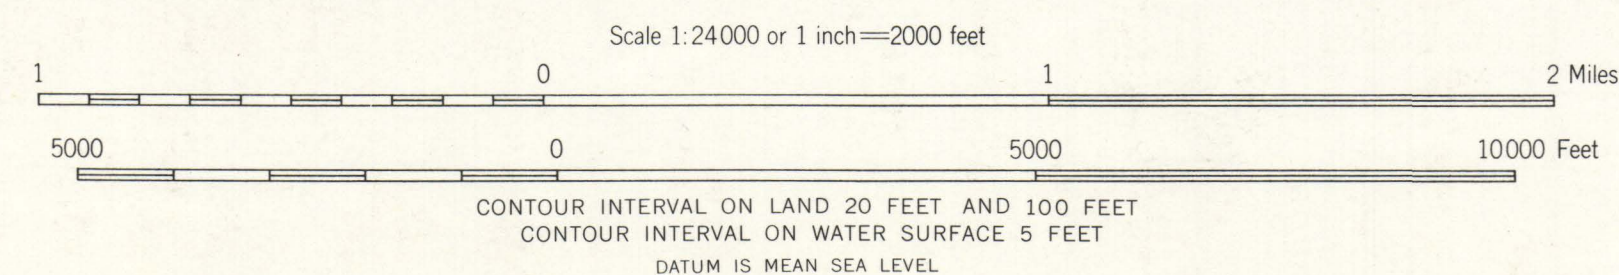 Scale 1:24000 or 1 inch=2000 feet
1 0 1 2 Miles
5000 0 5000 10000 Feet
CONTOUR INTERVAL ON LAND 20 FEET AND 100 FEET
CONTOUR INTERVAL ON WATER SURFACE 5 FEET
DATUM IS MEAN SEA LEVEL